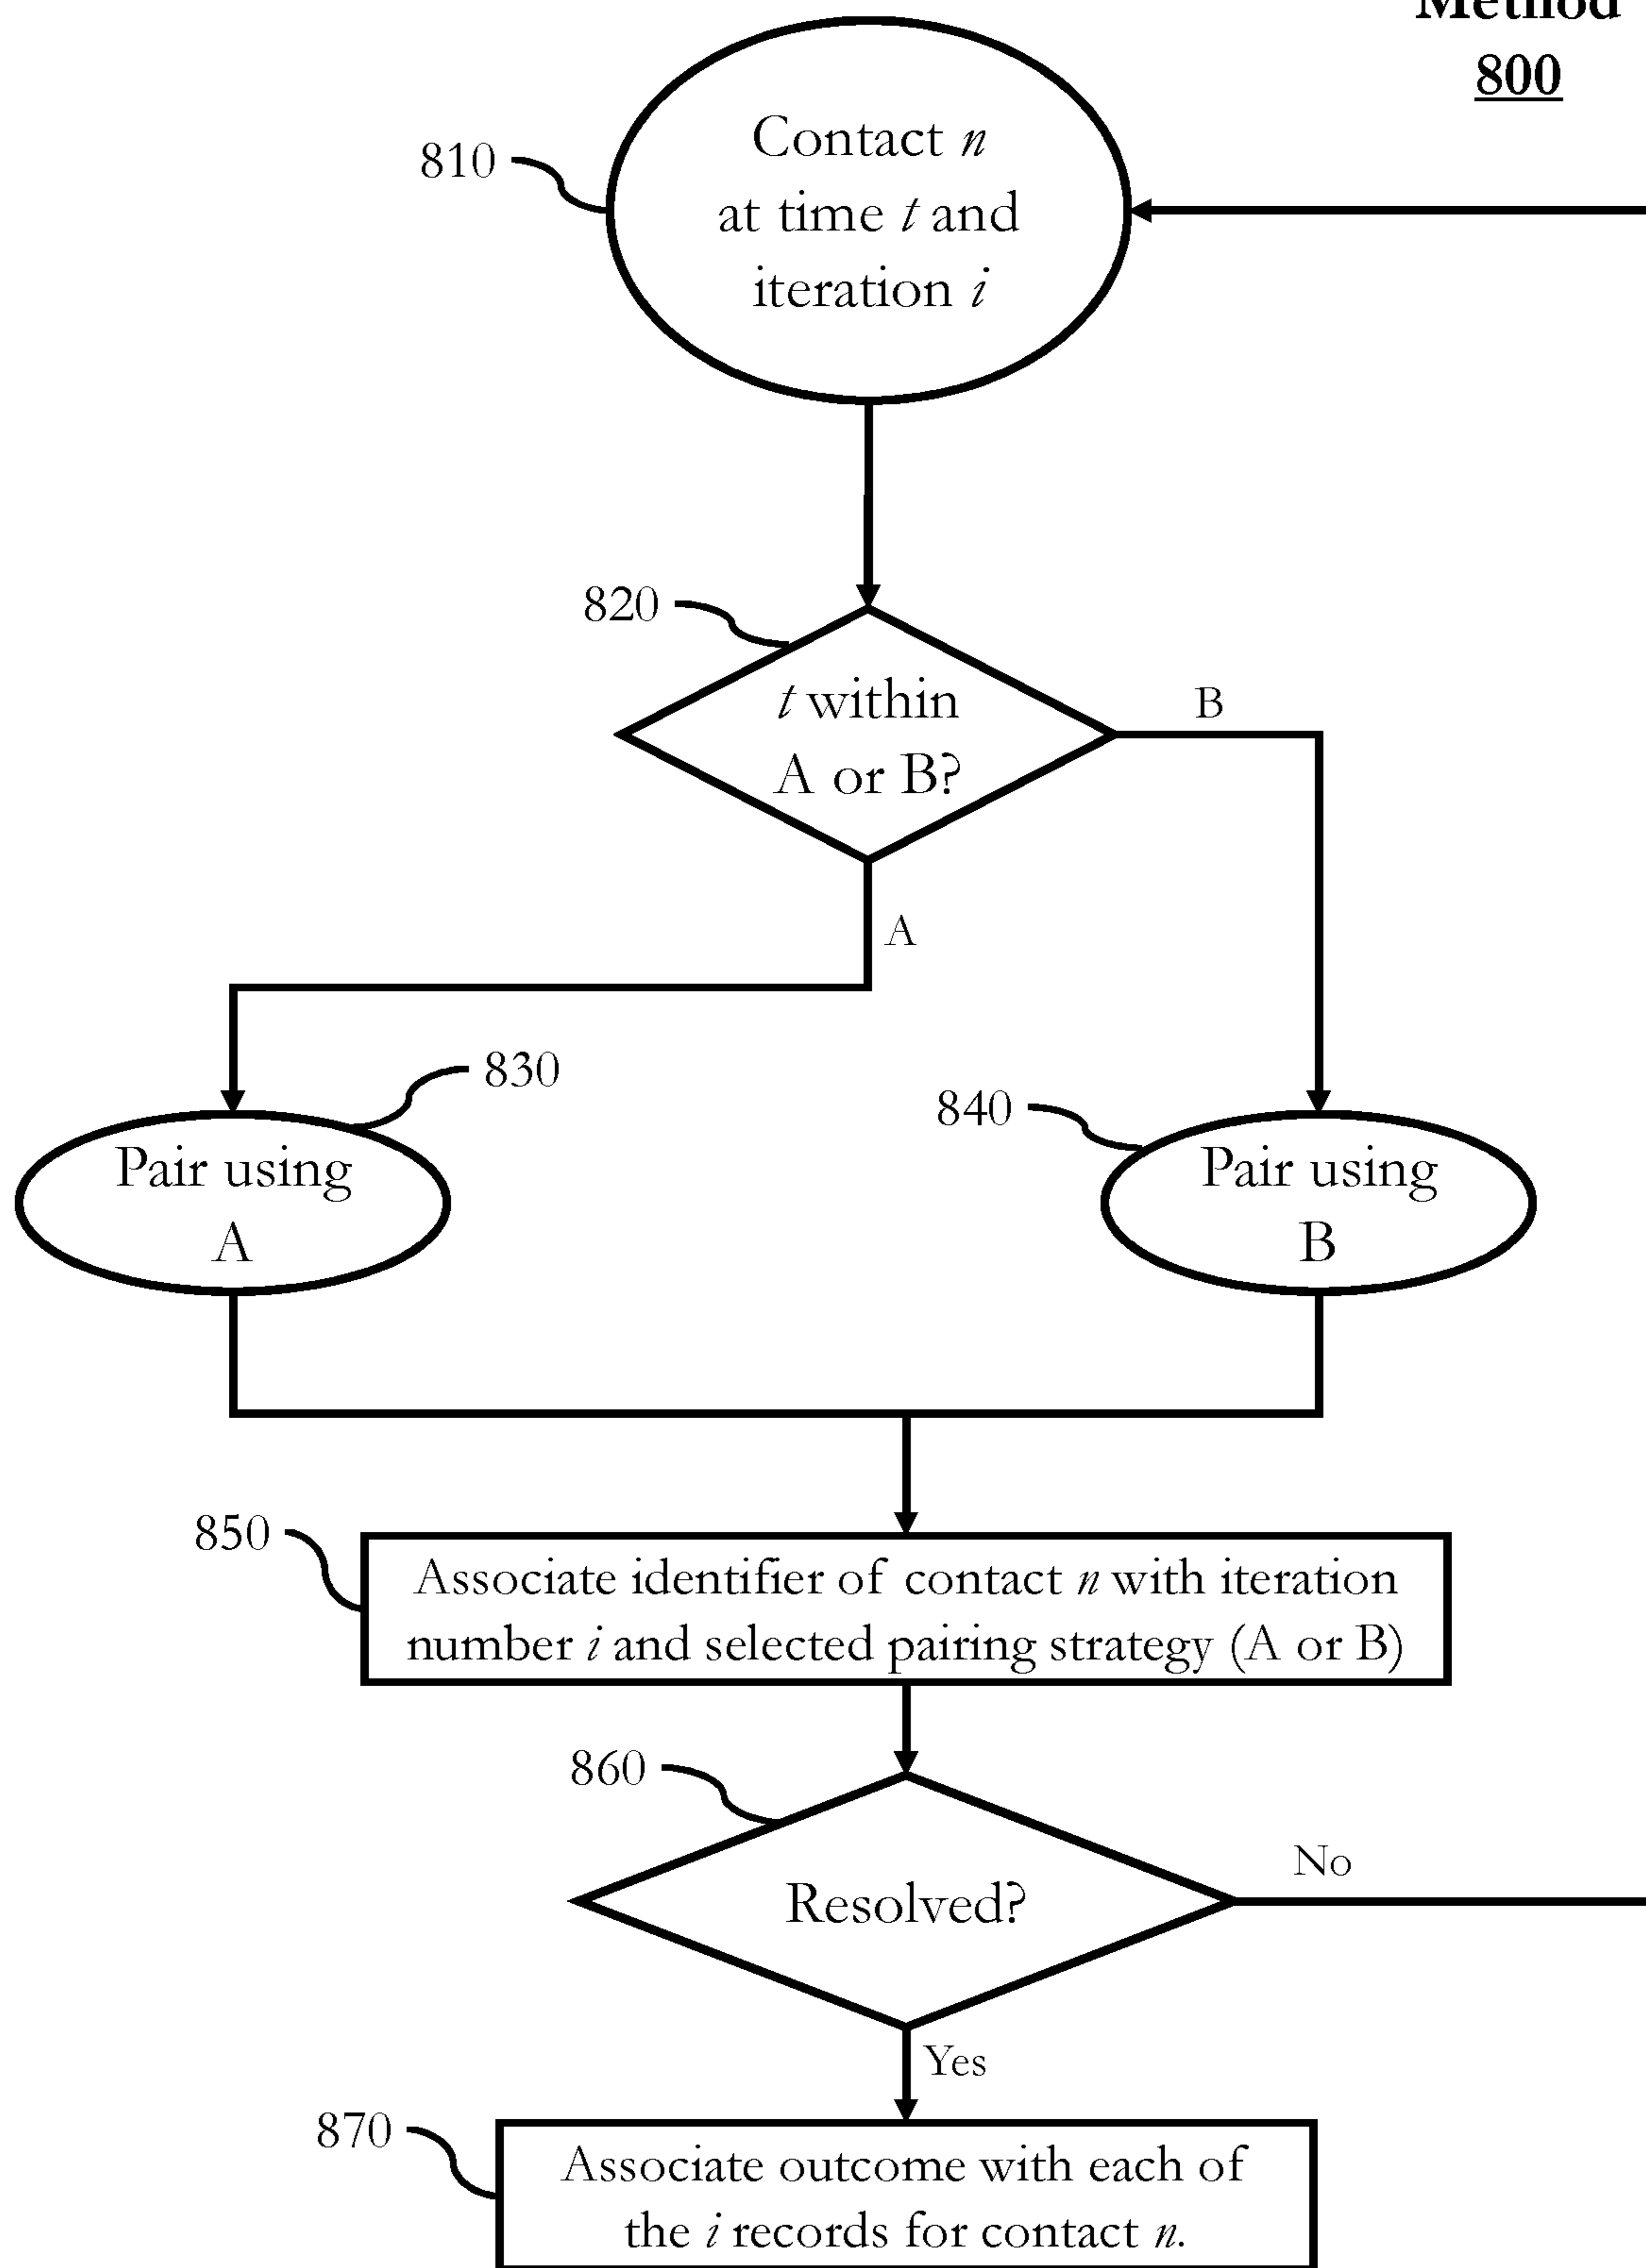 Method
800
810
Contact n
at time t and
iteration i
820
t within
A or B?
B
A
830
Pair using
A
840
Pair using
B
850
Associate identifier of contact n with iteration
number i and selected pairing strategy (A or B)
860
Resolved?
No
Yes
870
Associate outcome with each of
the i records for contact n.